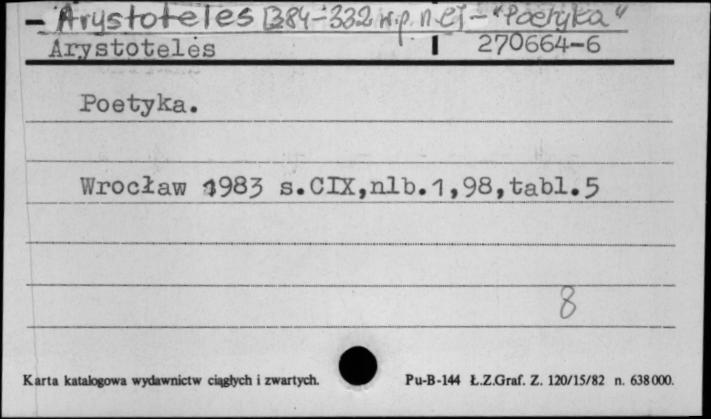 - Arystoteles [384-332 r.p.n.e] - "Poetyka"
Arystoteles I 270664-6
Poetyka.
Wrocław 1983 s.CIX,nlb.1,98,tabl.5
8
Karta katalogowa wydawnictw ciągłych i zwartych. Pu-B-144 Ł.Z.Graf. Z. 120/15/82 n. 638000.